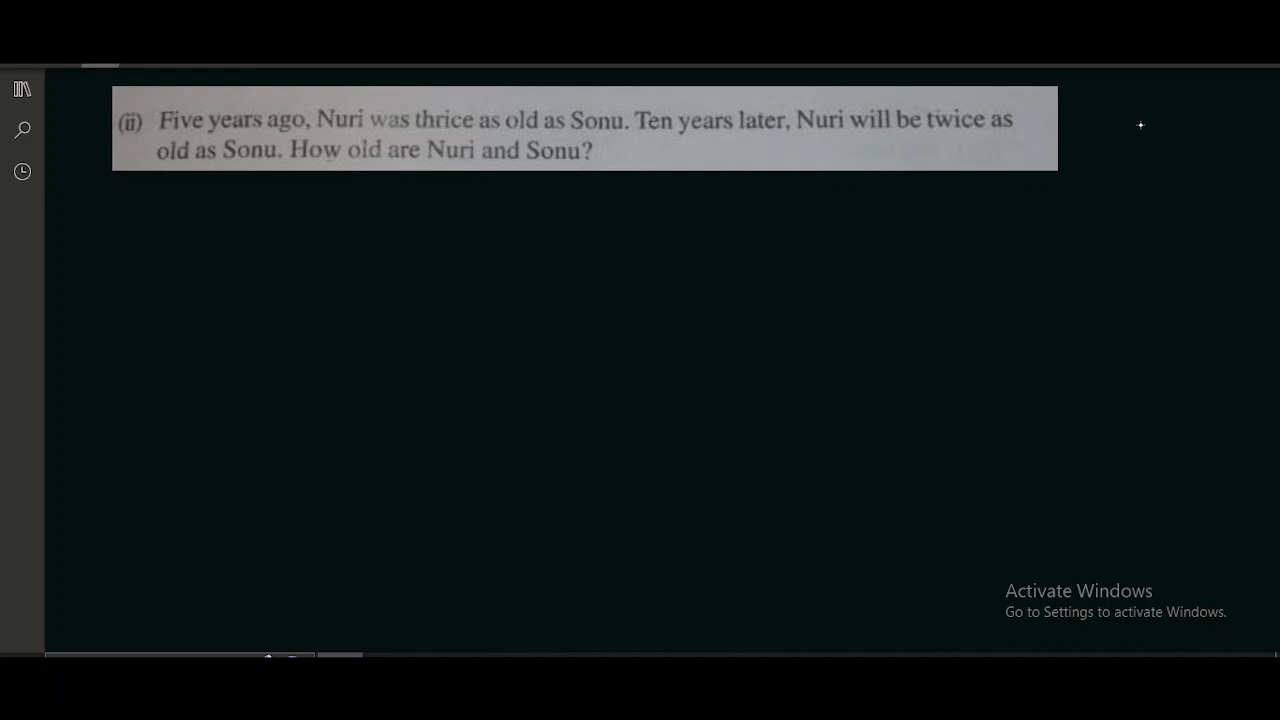 (ii) Five years ago, Nuri was thrice as old as Sonu. Ten years later, Nuri will be twice as
old as Sonu. How old are Nuri and Sonu?
Activate Windows
Go to Settings to activate Windows.